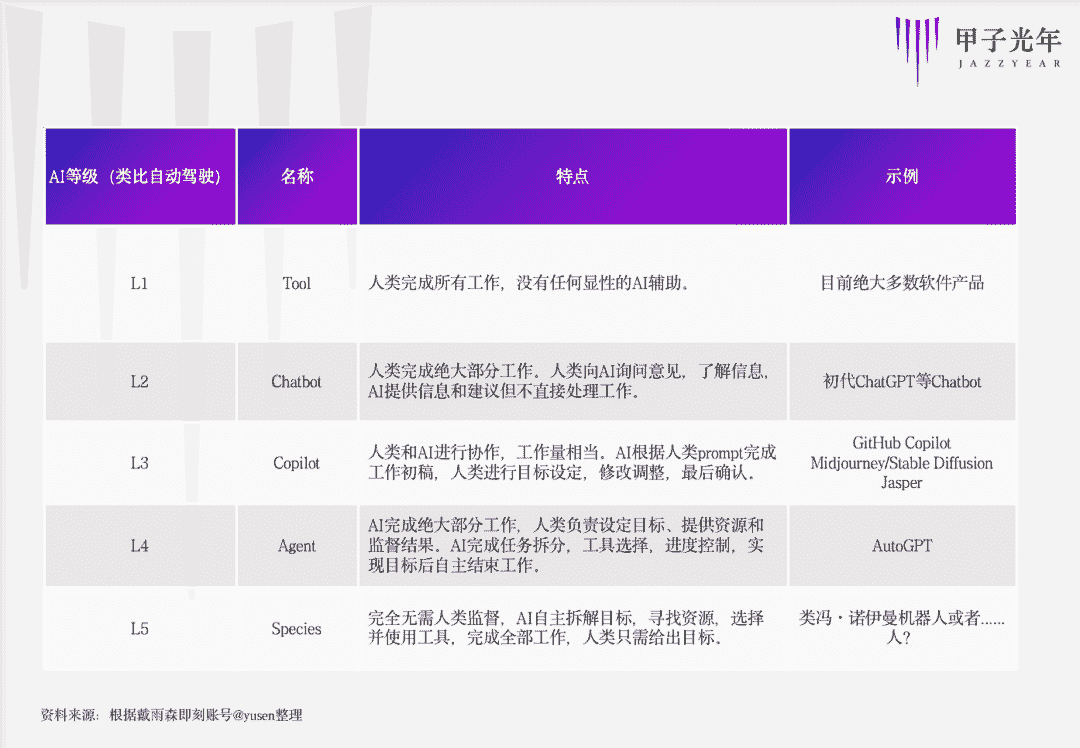 甲子光年
JAZZYEAR
AI等级（类比自动驾驶）
名称
特点
示例
L1
Tool
人类完成所有工作，没有任何显性的AI辅助。
目前绝大多数软件产品
L2
Chatbot
人类完成绝大部分工作。人类向AI询问意见，了解信息，
AI提供信息和建议但不直接处理工作。
初代ChatGPT等Chatbot
L3
Copilot
人类和AI进行协作，工作量相当。AI根据人类prompt完成
工作初稿，人类进行目标设定，修改调整，最后确认。
GitHub Copilot
Midjourney/Stable Diffusion
Jasper
L4
Agent
AI完成绝大部分工作，人类负责设定目标、提供资源和
监督结果。AI完成任务拆分，工具选择，进度控制，实
现目标后自主结束工作。
AutoGPT
L5
Species
完全无需人类监督，AI自主拆解目标，寻找资源，选择
并使用工具，完成全部工作，人类只需给出目标。
类冯·诺伊曼机器人或者......
人？
资料来源：根据戴雨森即刻账号@yusen整理